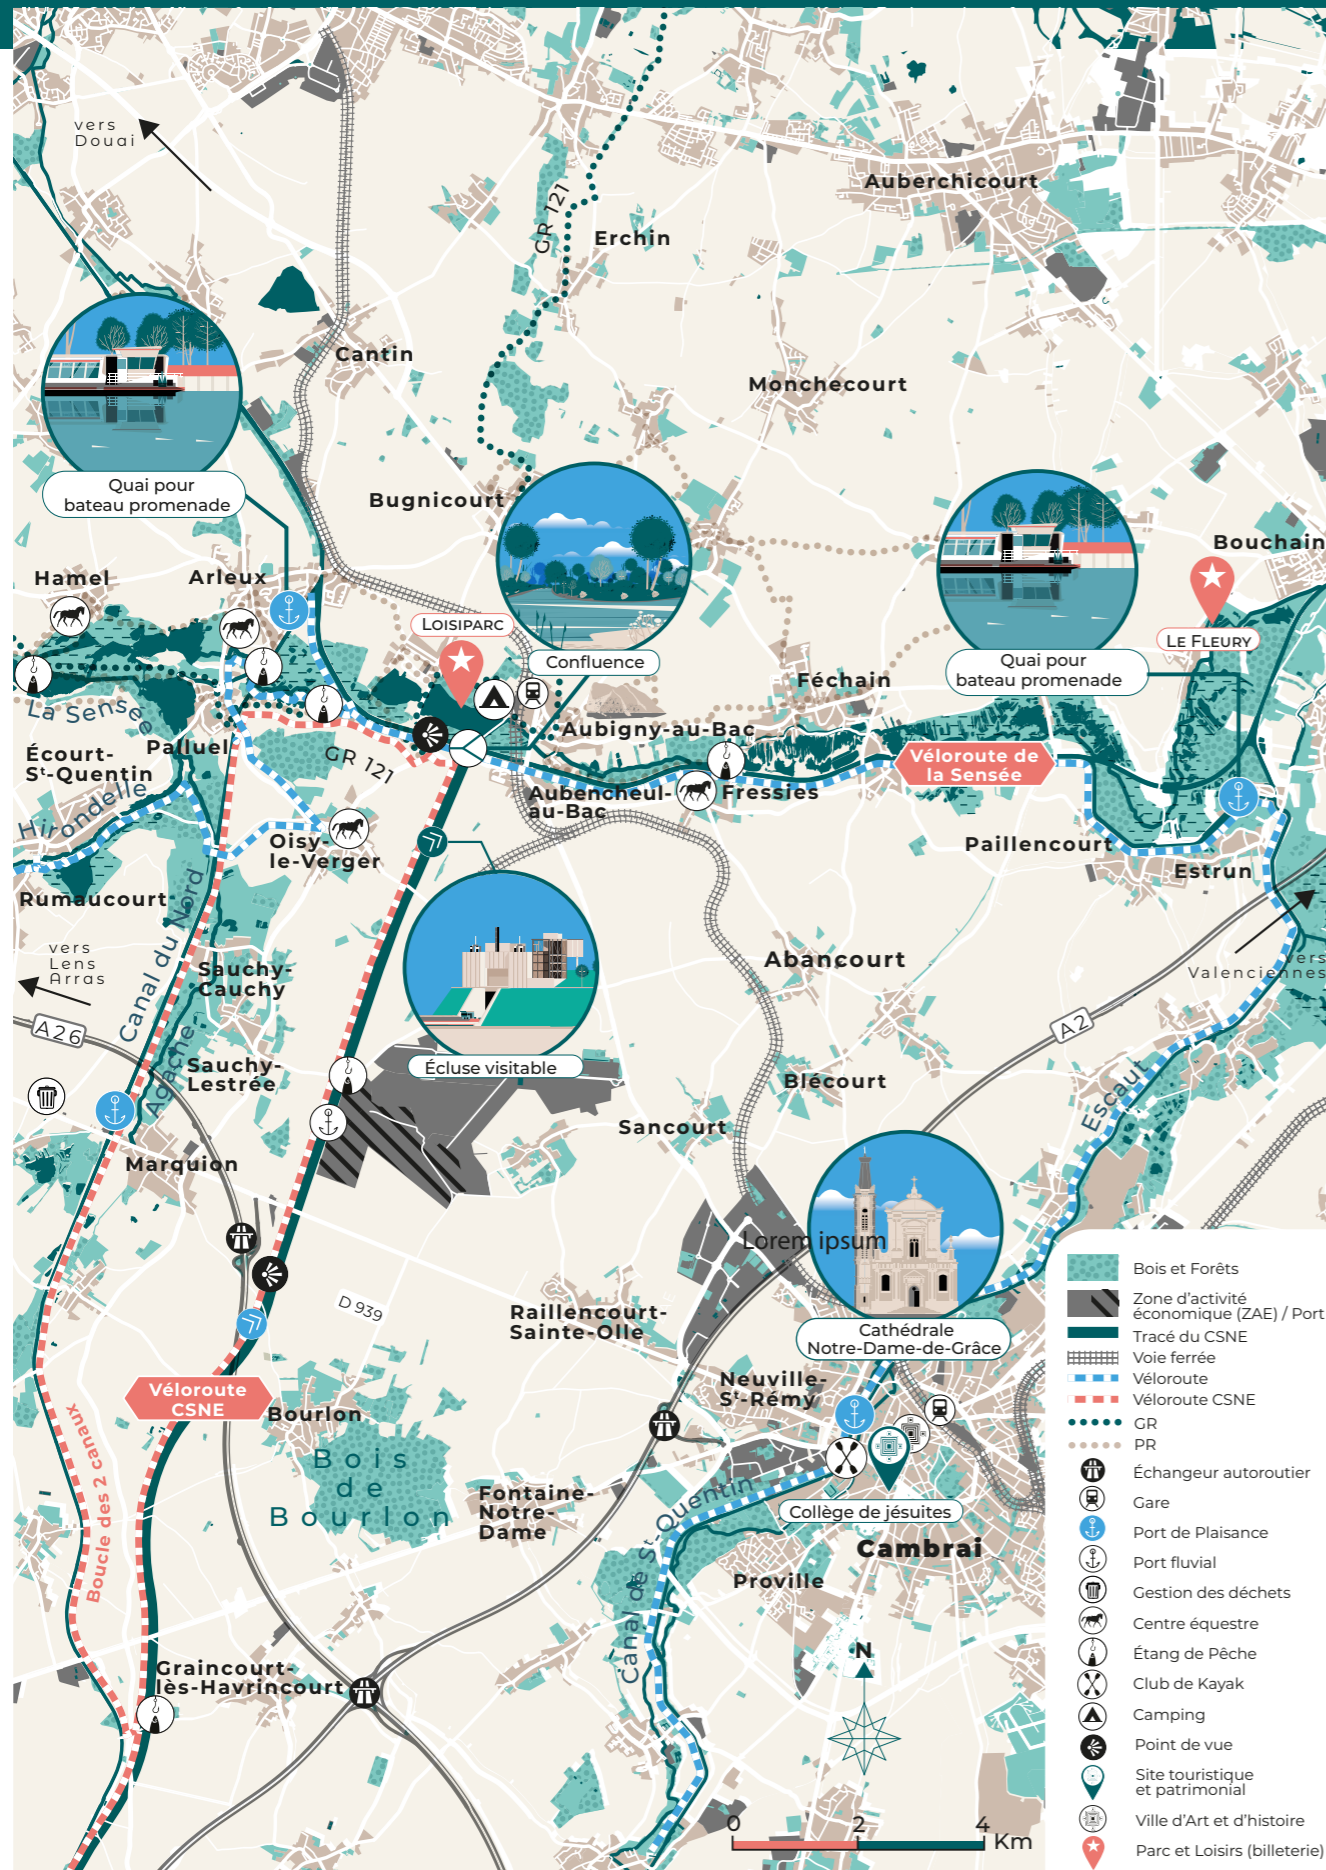 vers
Douai
Auberchicourt
GR 121
Erchin
Cantin
Monchecourt
Quai pour
bateau promenade
Bugnicourt
Bouchain
Hamel
Arleux
LOISIPARC
Confluence
LE FLEURY
Quai pour
bateau promenade
Féchain
La Sensée
Palluel
Aubigny-au-Bac
GR 121
Écourt-
St-Quentin
Véloroute de
la Sensée
Aubencheul-
au-Bac
Fressies
Hirondelle
Oisy-
le-Verger
Paillencourt
Estrun
Rumaucourt
vers
Lens
Arras
Canal du Nord
Sauchy-
Cauchy
Abancourt
vers
Valenciennes
A26
A2
Agache
Sauchy-
Lestrée
Écluse visitable
Blécourt
Escaut
Sancourt
Marquion
Lorem ipsum
D 939
Raillencourt-
Sainte-Olle
Cathédrale
Notre-Dame-de-Grâce
Neuville-
St-Rémy
Véloroute
CSNE
Bourlon
Boucle des 2 canaux
Bois
de
Bourlon
Fontaine-
Notre-
Dame
Canal de St-Quentin
Collège de jésuites
Cambrai
Proville
Graincourt-
lès-Havrincourt
N
0 2 4
Km
Bois et Forêts
Zone d'activité
économique (ZAE) / Port
Tracé du CSNE
Voie ferrée
Véloroute
Véloroute CSNE
GR
PR
Échangeur autoroutier
Gare
Port de Plaisance
Port fluvial
Gestion des déchets
Centre équestre
Étang de Pêche
Club de Kayak
Camping
Point de vue
Site touristique
et patrimonial
Ville d'Art et d'histoire
Parc et Loisirs (billeterie)